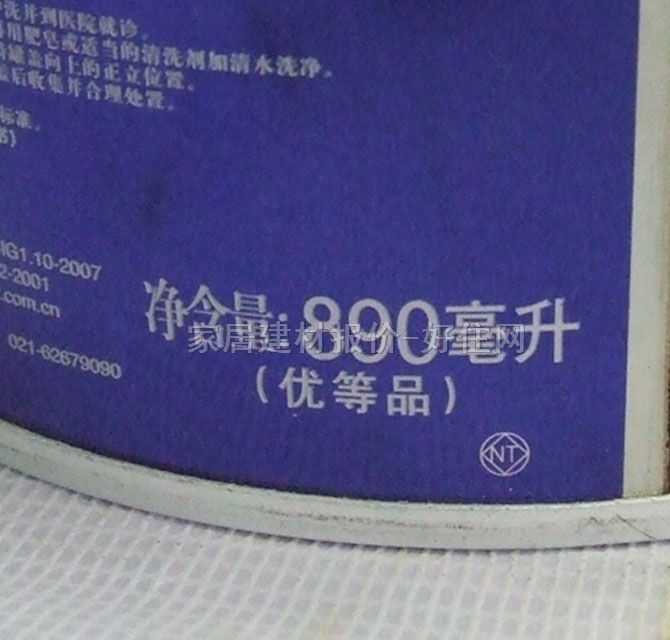 洗并到医院就诊。
用肥皂或适当的清洗剂加清水洗净。
罐盖向上的正立位置。
后收集并合理处置。
标准。
书)
IG1.10-2007
2-2001
.com.cn
021-62679090
净含量:890毫升
(优等品)
NT
家居建材报价-好住网